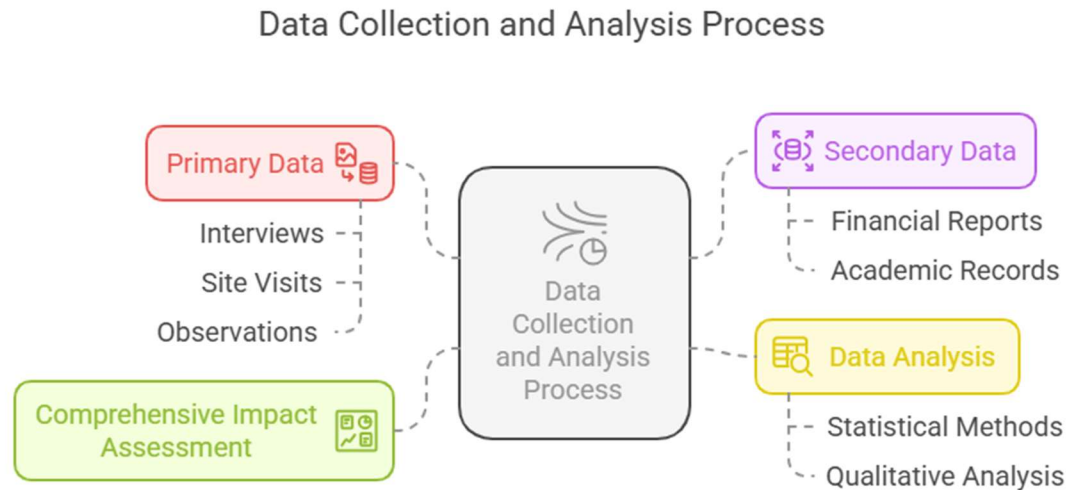 Data Collection and Analysis Process
Primary Data
Interviews
Site Visits
Observations
Comprehensive Impact
Assessment
Data
Collection
and Analysis
Process
Secondary Data
Financial Reports
Academic Records
Data Analysis
Statistical Methods
Qualitative Analysis